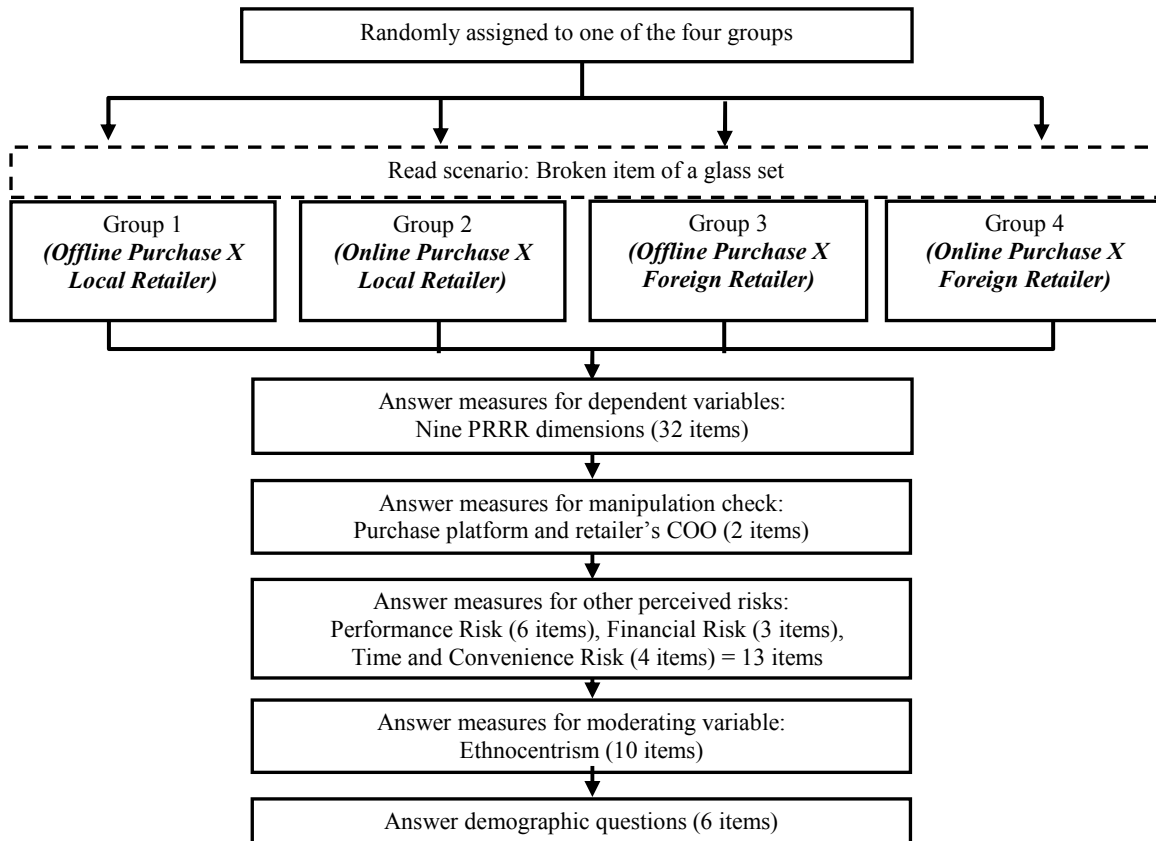 Randomly assigned to one of the four groups
Read scenario: Broken item of a glass set
Group 1
(Offline Purchase X
Local Retailer)
Group 2
(Online Purchase X
Local Retailer)
Group 3
(Offline Purchase X
Foreign Retailer)
Group 4
(Online Purchase X
Foreign Retailer)
Answer measures for dependent variables:
Nine PRRR dimensions (32 items)
Answer measures for manipulation check:
Purchase platform and retailer’s COO (2 items)
Answer measures for other perceived risks:
Performance Risk (6 items), Financial Risk (3 items),
Time and Convenience Risk (4 items) = 13 items
Answer measures for moderating variable:
Ethnocentrism (10 items)
Answer demographic questions (6 items)